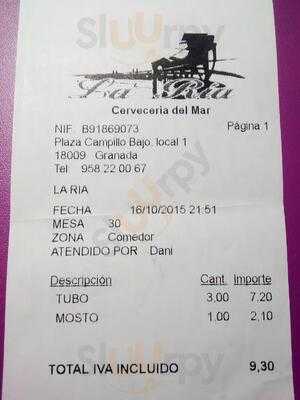 Sluurpy
La Ria
Cerveceria del Mar
NIF. B91869073 Página 1
Plaza Campillo Bajo, local 1
18009 Granada
Tel: 958 22 00 67
LA RIA
FECHA 16/10/2015 21:51
MESA 30
ZONA Comedor
ATENDIDO POR Dani
Descripción Cant. Importe
TUBO 3,00 7,20
MOSTO 1,00 2,10
TOTAL IVA INCLUIDO 9,30